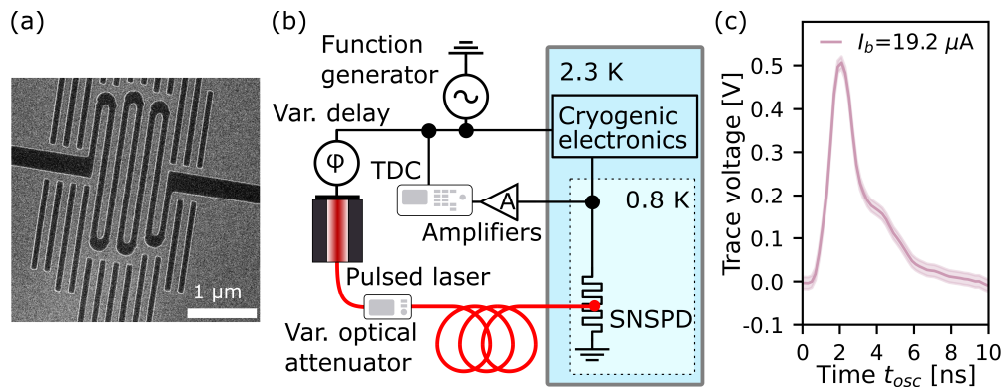 (a)
1 μm
(b)
Function
generator
Var. delay
φ
TDC
A
Amplifiers
Pulsed laser
Var. optical
attenuator
2.3 K
Cryogenic
electronics
0.8 K
SNSPD
(c)
I_b=19.2 μA
Trace voltage [V]
0.5
0.4
0.3
0.2
0.1
0.0
-0.1
0 2 4 6 8 10
Time t_osc [ns]